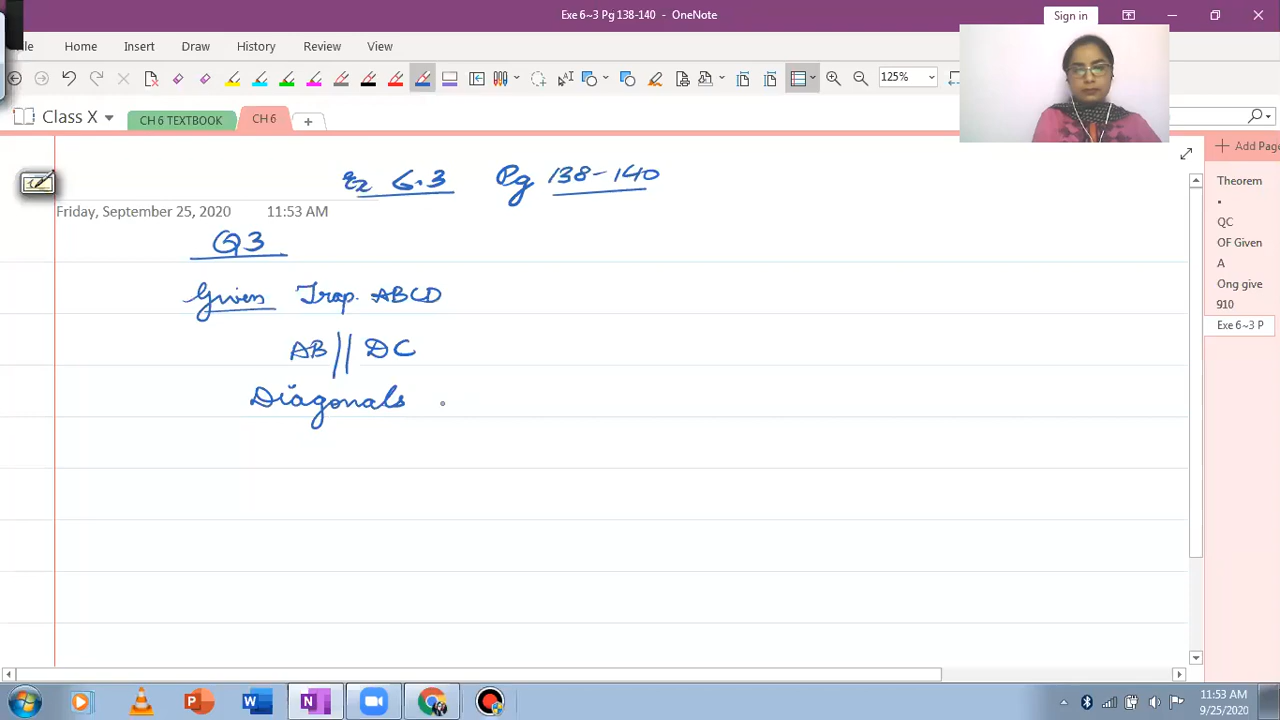 Exe 6~3 Pg 138-140 - OneNote
Sign in
Home Insert Draw History Review View
125%
Class X
CH 6 TEXTBOOK
CH 6
Add Page
Ex 6.3 Pg 138-140
Friday, September 25, 2020 11:53 AM
Q3
Given Trap. ABCD
AB || DC
Diagonals
Theorem
QC
OF Given
A
Ong give
910
Exe 6~3 P
11:53 AM
9/25/2020